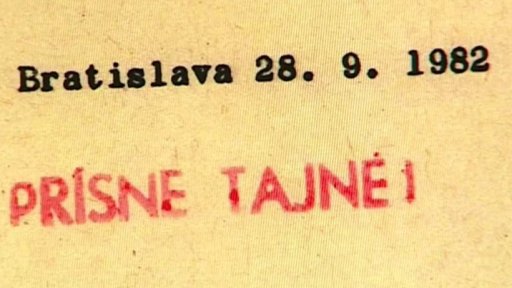 Bratislava 28. 9. 1982
PRÍSNE TAJNÉ!